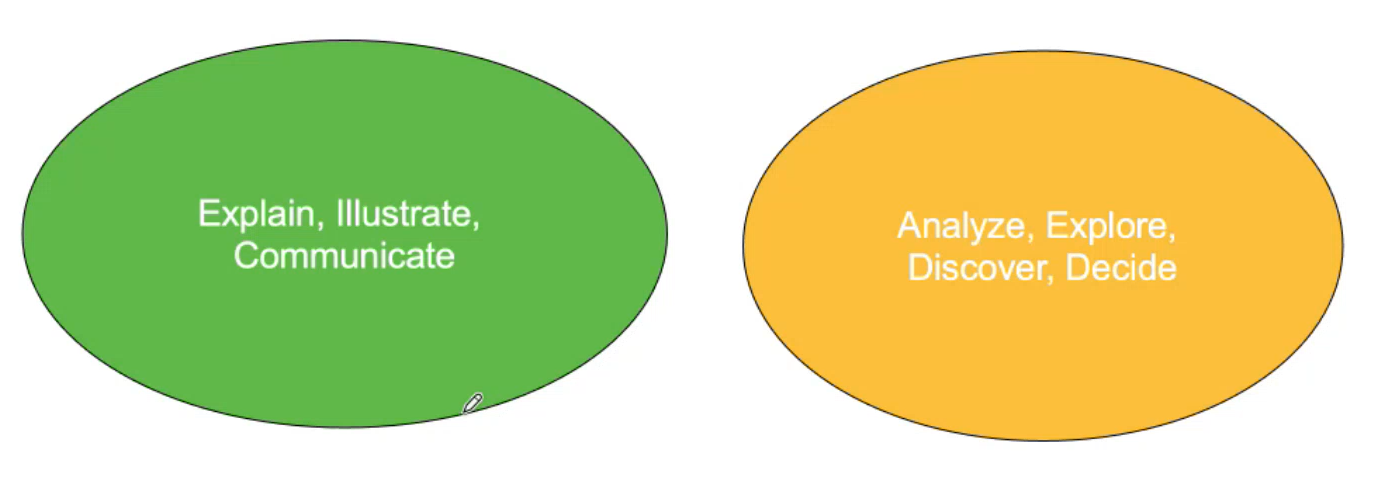 Explain, Illustrate,
Communicate
Analyze, Explore,
Discover, Decide